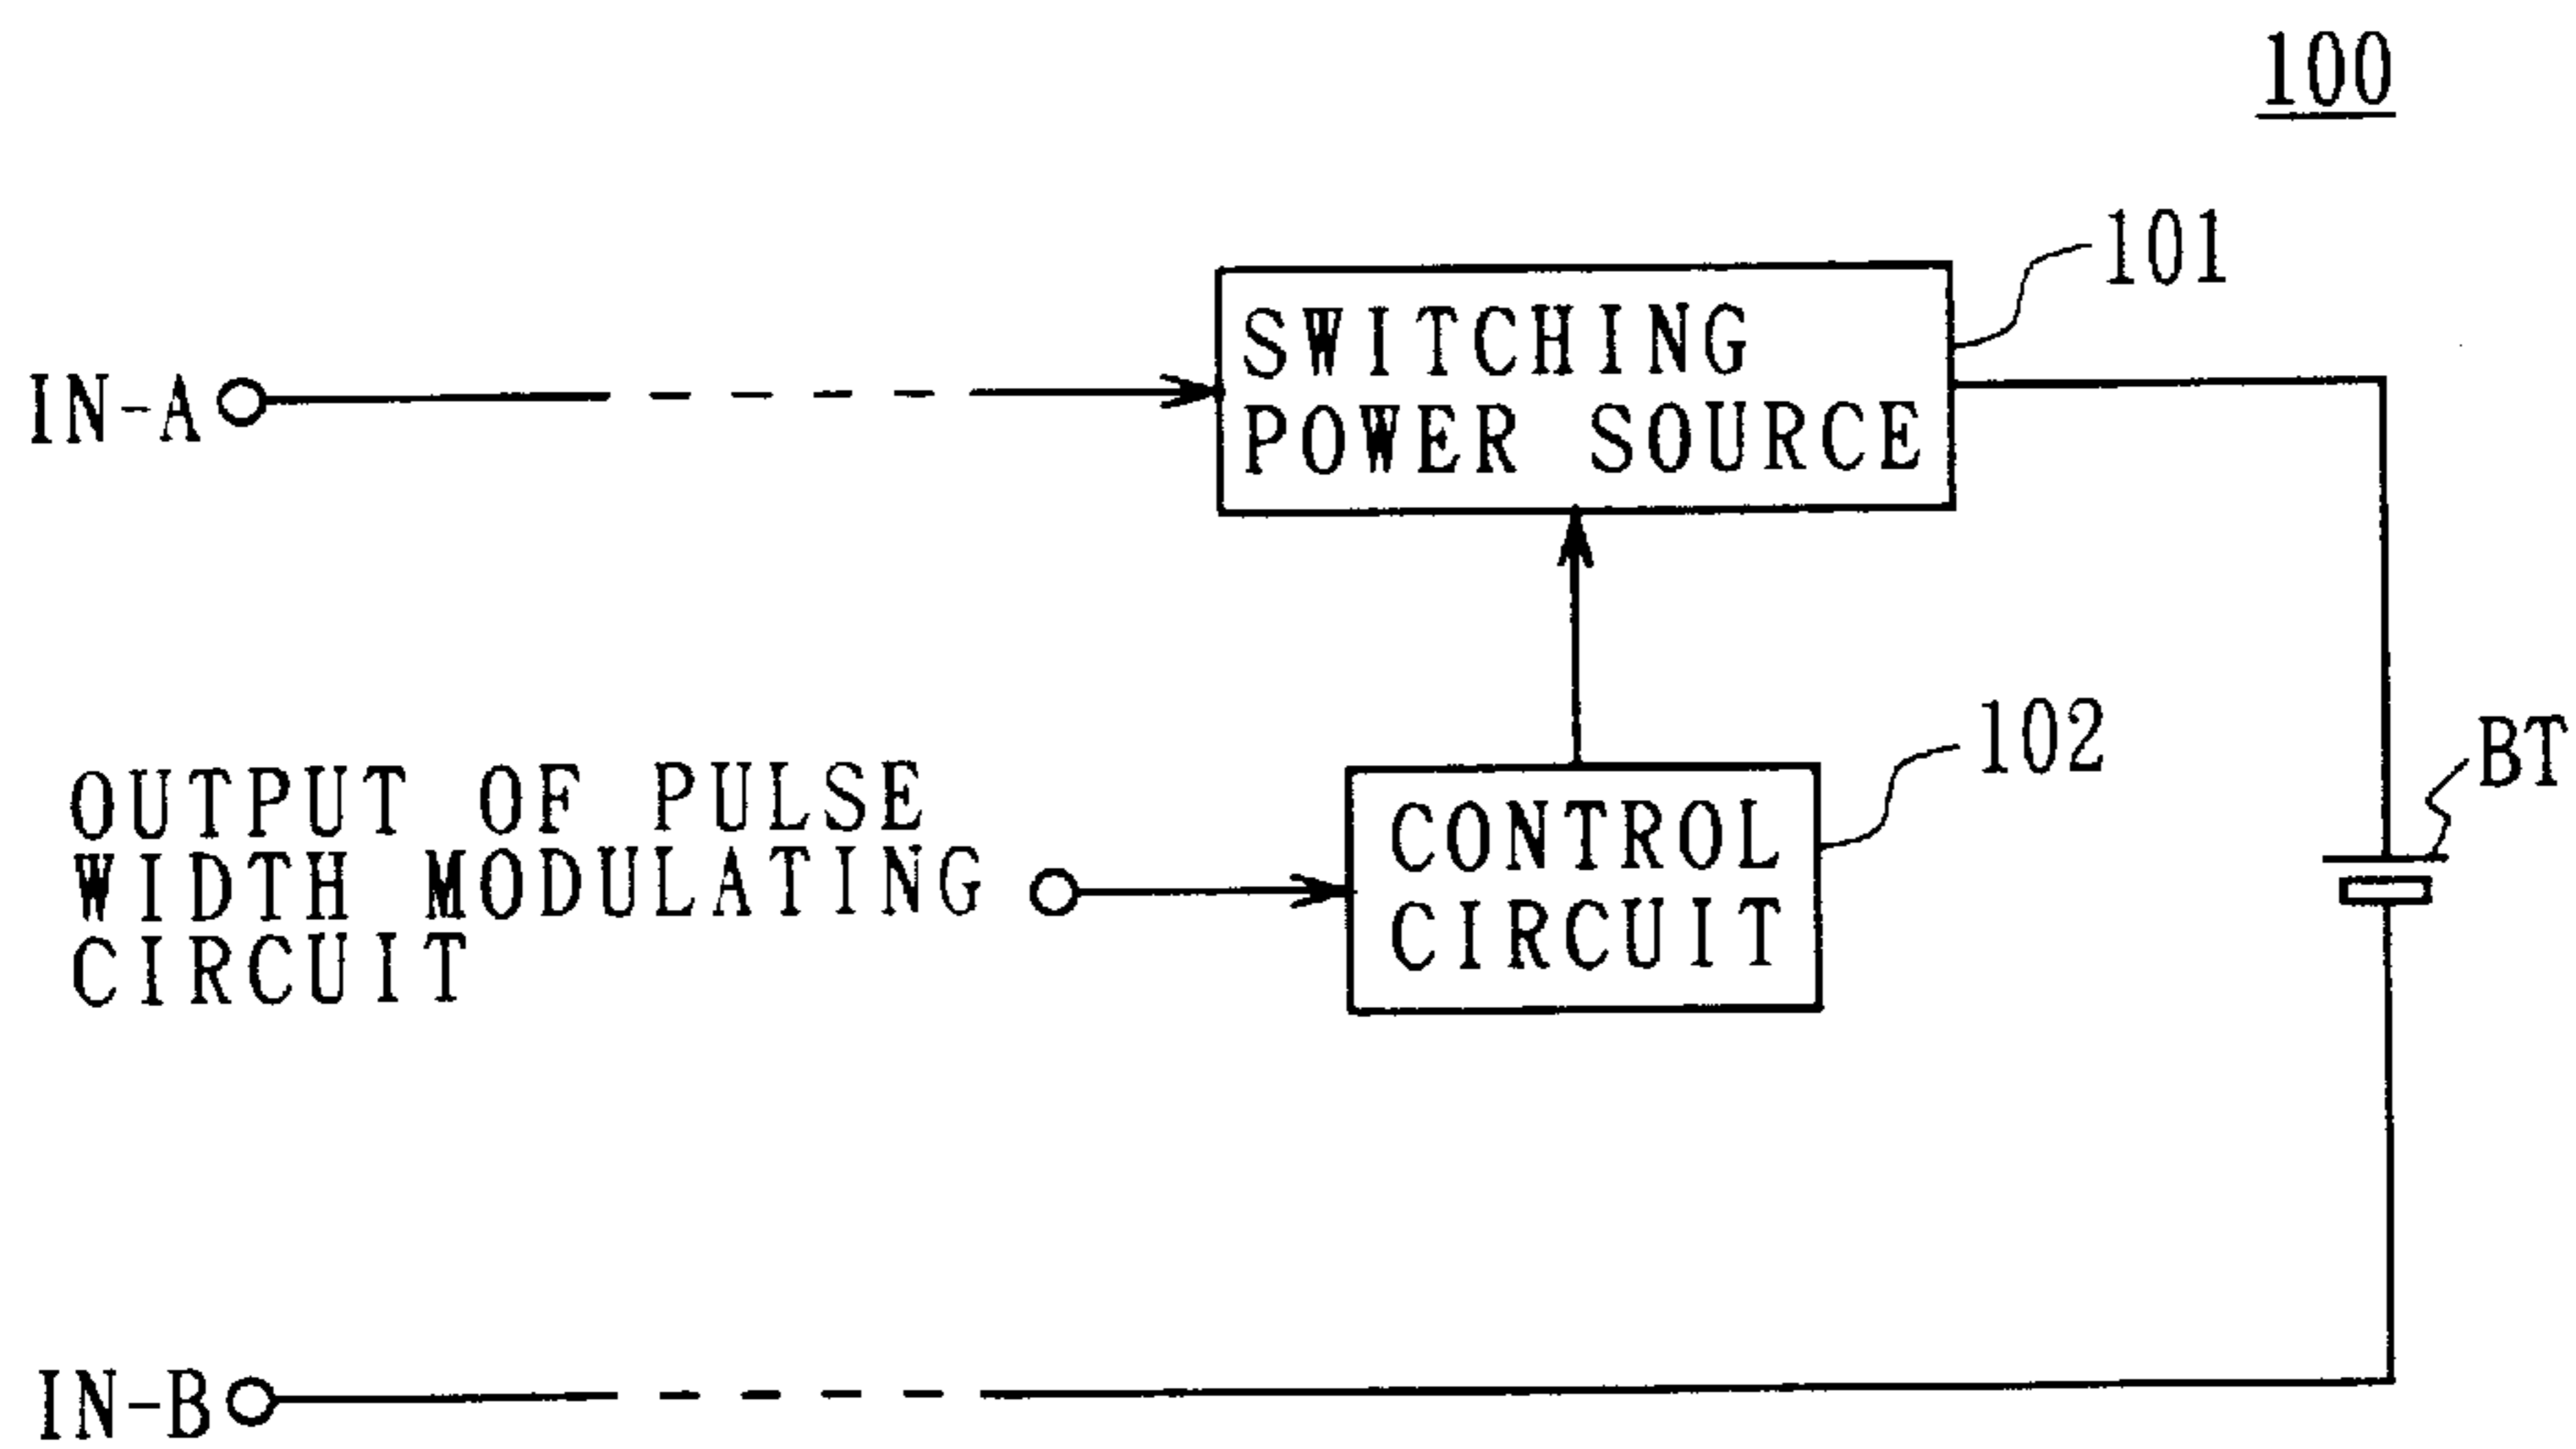 100
101
SWITCHING
POWER SOURCE
IN-A
102
BT
OUTPUT OF PULSE
WIDTH MODULATING
CIRCUIT
CONTROL
CIRCUIT
IN-B